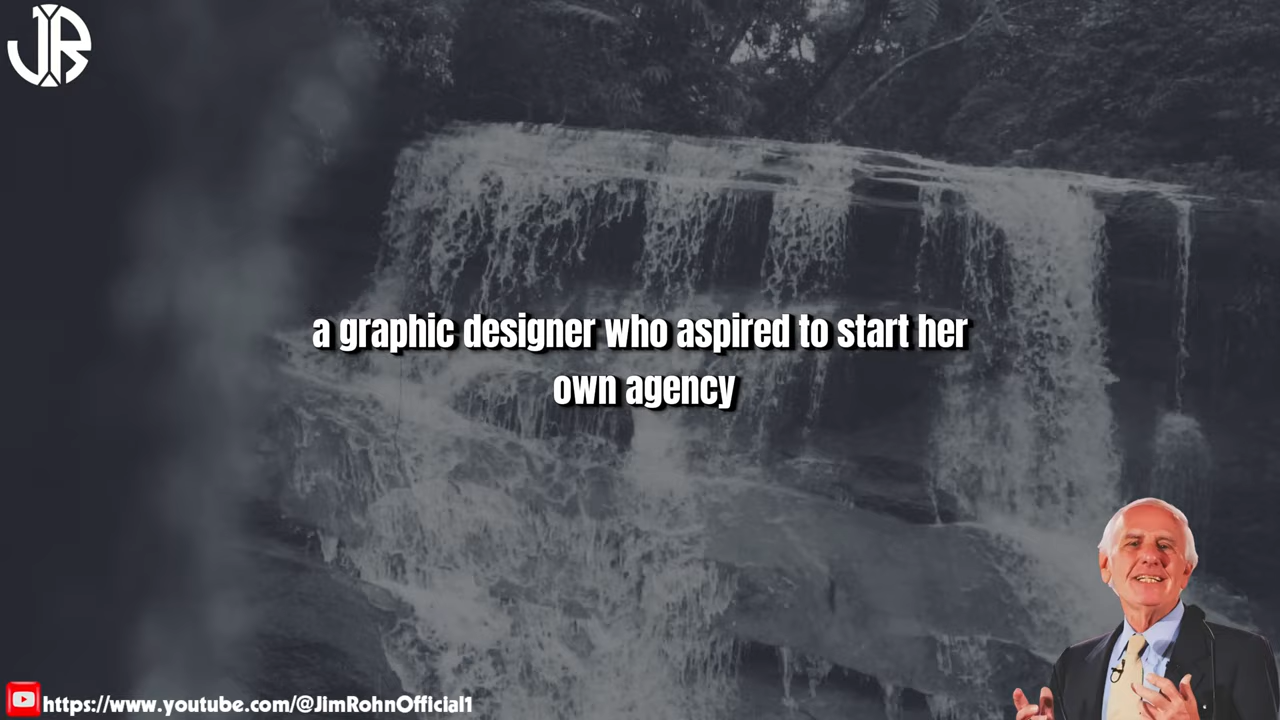 JR
a graphic designer who aspired to start her
own agency
https://www.youtube.com/@JimRohnOfficial1